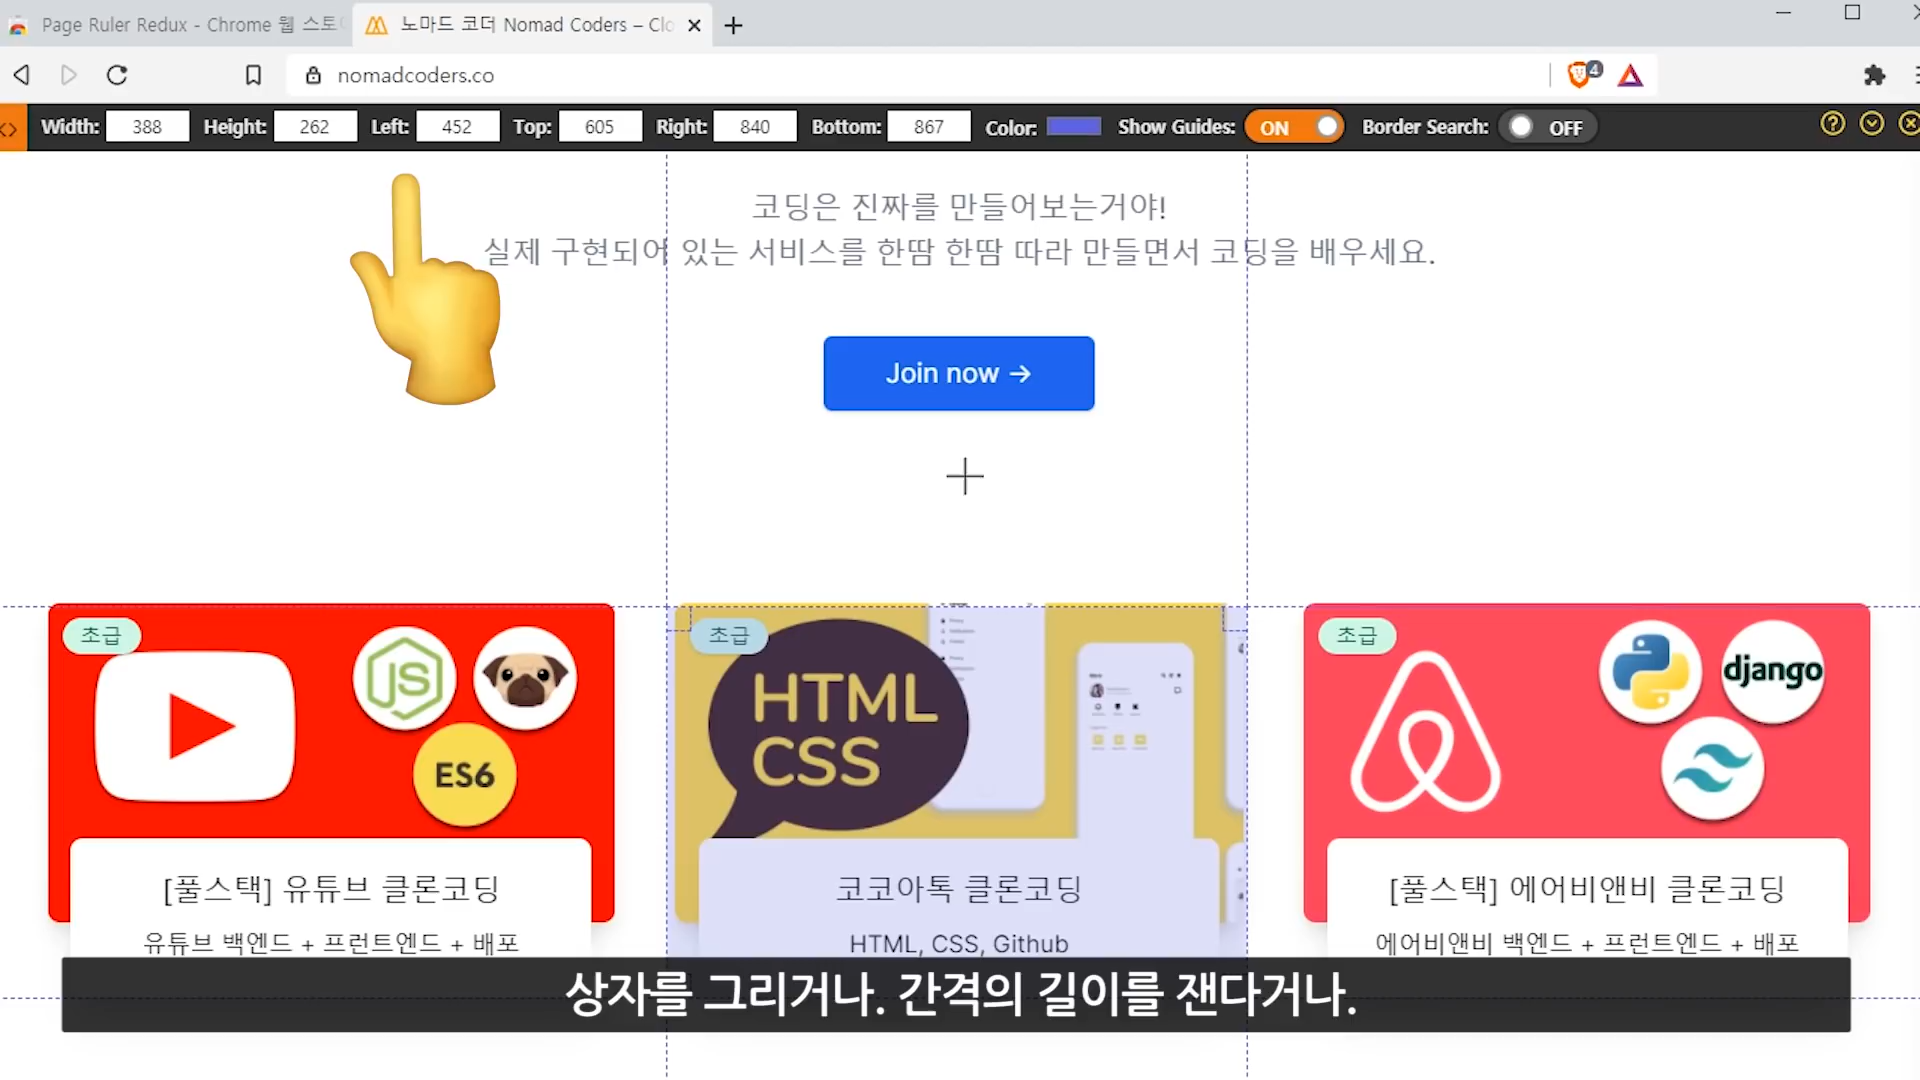 Page Ruler Redux - Chrome 웹 스토
노마드 코더 Nomad Coders – Clo
nomadcoders.co
4
Width: 388 Height: 262 Left: 452 Top: 605 Right: 840 Bottom: 867 Color: Show Guides: ON Border Search: OFF
코딩은 진짜를 만들어보는거야!
실제 구현되어 있는 서비스를 한땀 한땀 따라 만들면서 코딩을 배우세요.
Join now →
초급
JS
ES6
[풀스택] 유튜브 클론코딩
유튜브 백엔드 + 프런트엔드 + 배포
초급
HTML
CSS
코코아톡 클론코딩
HTML, CSS, Github
초급
django
[풀스택] 에어비앤비 클론코딩
에어비앤비 백엔드 + 프런트엔드 + 배포
상자를 그리거나. 간격의 길이를 잰다거나.